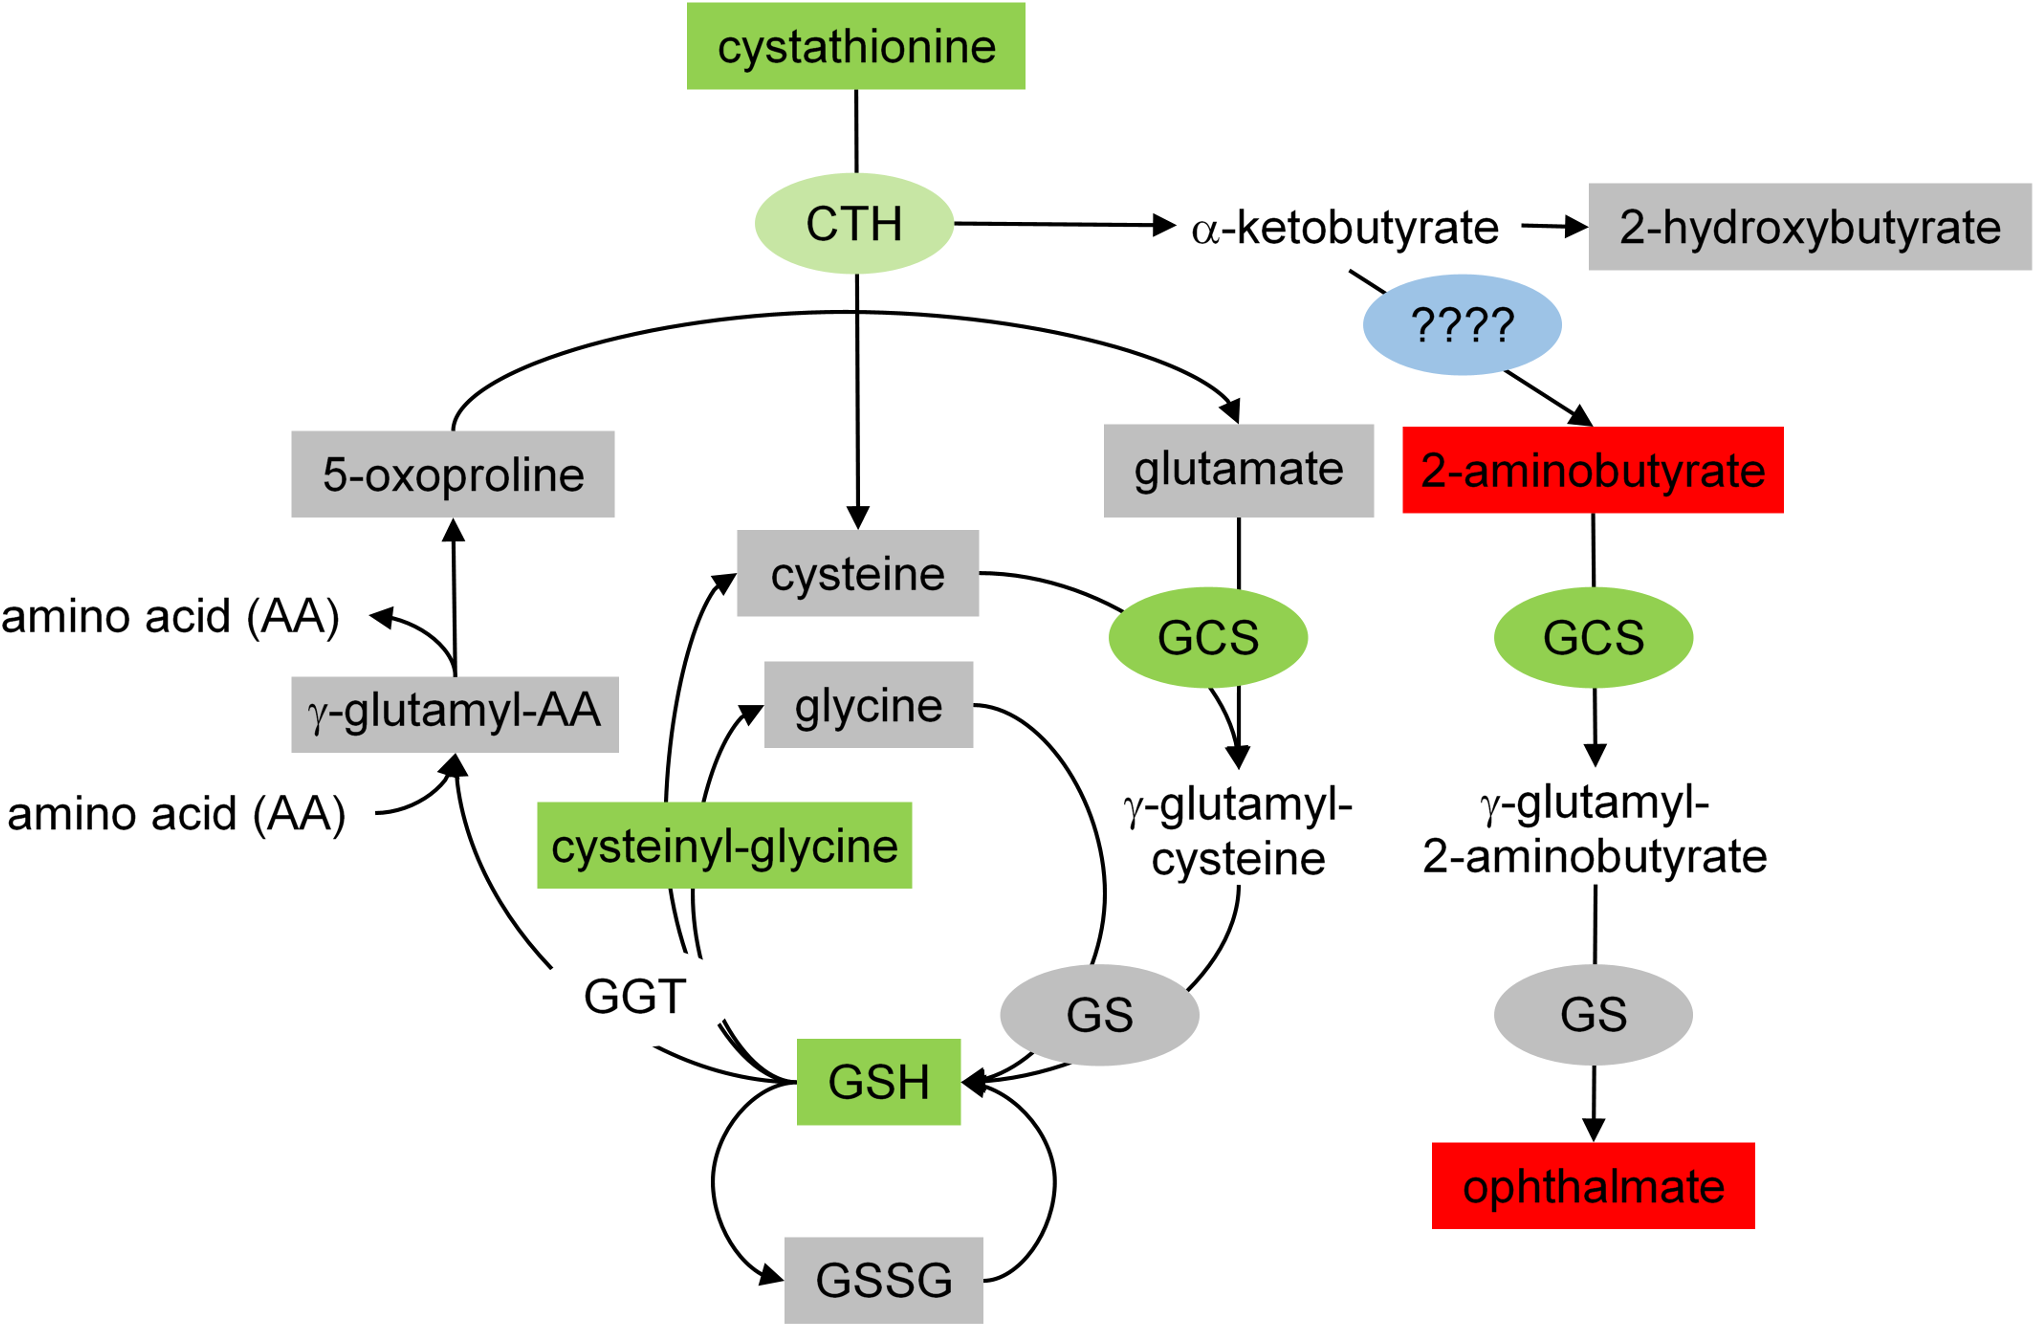 cystathionine
CTH
α-ketobutyrate
2-hydroxybutyrate
????
5-oxoproline
glutamate
2-aminobutyrate
cysteine
amino acid (AA)
GCS
GCS
γ-glutamyl-AA
glycine
amino acid (AA)
cysteinyl-glycine
γ-glutamyl-
cysteine
γ-glutamyl-
2-aminobutyrate
GGT
GS
GS
GSH
ophthalmate
GSSG